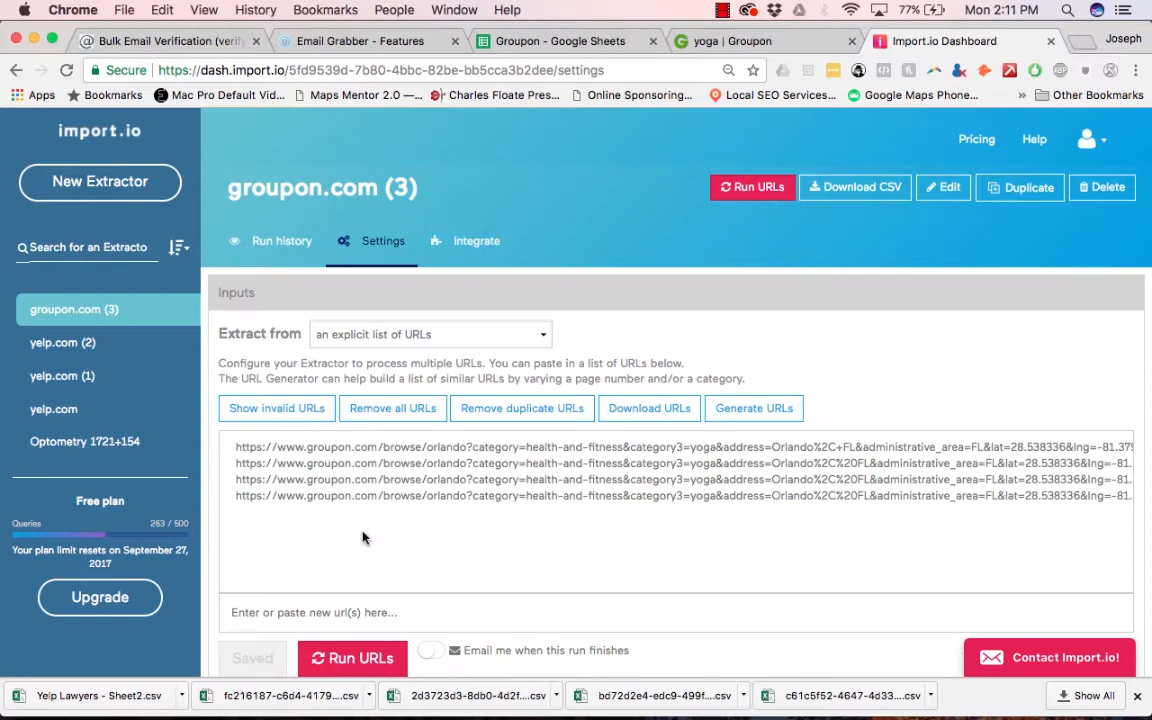 Chrome File Edit View History Bookmarks People Window Help 77% Mon 2:11 PM
Bulk Email Verification (verif Email Grabber - Features Groupon - Google Sheets yoga | Groupon Import.io Dashboard Joseph
Secure https://dash.import.io/5fd9539d-7b80-4bbc-82be-bb5cca3b2dee/settings
Apps Bookmarks Mac Pro Default Vid... Maps Mentor 2.0 —... Charles Floate Pres... Online Sponsoring... Local SEO Services... Google Maps Phone... » Other Bookmarks
import.io
New Extractor
Search for an Extracto
groupon.com (3)
yelp.com (2)
yelp.com (1)
yelp.com
Optometry 1721+154
Free plan
Queries 263 / 500
Your plan limit resets on September 27,
2017
Upgrade
Pricing Help
groupon.com (3)
Run URLs Download CSV Edit Duplicate Delete
Run history Settings Integrate
Inputs
Extract from an explicit list of URLs
Configure your Extractor to process multiple URLs. You can paste in a list of URLs below.
The URL Generator can help build a list of similar URLs by varying a page number and/or a category.
Show invalid URLs Remove all URLs Remove duplicate URLs Download URLs Generate URLs
https://www.groupon.com/browse/orlando?category=health-and-fitness&category3=yoga&address=Orlando%2C+FL&administrative_area=FL&lat=28.538336&lng=-81.379
https://www.groupon.com/browse/orlando?category=health-and-fitness&category3=yoga&address=Orlando%2C%20FL&administrative_area=FL&lat=28.538336&lng=-81.
https://www.groupon.com/browse/orlando?category=health-and-fitness&category3=yoga&address=Orlando%2C%20FL&administrative_area=FL&lat=28.538336&lng=-81.
https://www.groupon.com/browse/orlando?category=health-and-fitness&category3=yoga&address=Orlando%2C%20FL&administrative_area=FL&lat=28.538336&lng=-81.
Enter or paste new url(s) here...
Saved Run URLs Email me when this run finishes
Contact Import.io!
Yelp Lawyers - Sheet2.csv fc216187-c6d4-4179....csv 2d3723d3-8db0-4d2f....csv bd72d2e4-edc9-499f....csv c61c5f52-4647-4d33....csv Show All